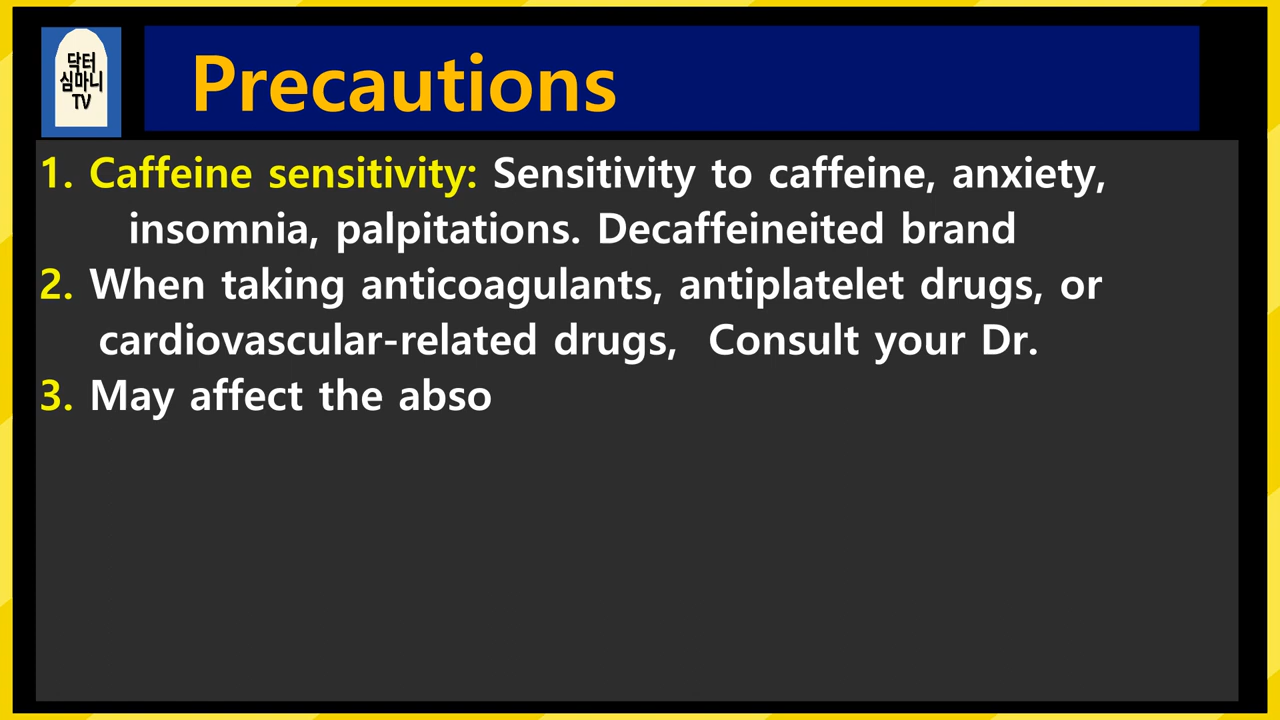 닥터
심마니
TV
Precautions
1. Caffeine sensitivity: Sensitivity to caffeine, anxiety,
insomnia, palpitations. Decaffeineited brand
2. When taking anticoagulants, antiplatelet drugs, or
cardiovascular-related drugs, Consult your Dr.
3. May affect the abso